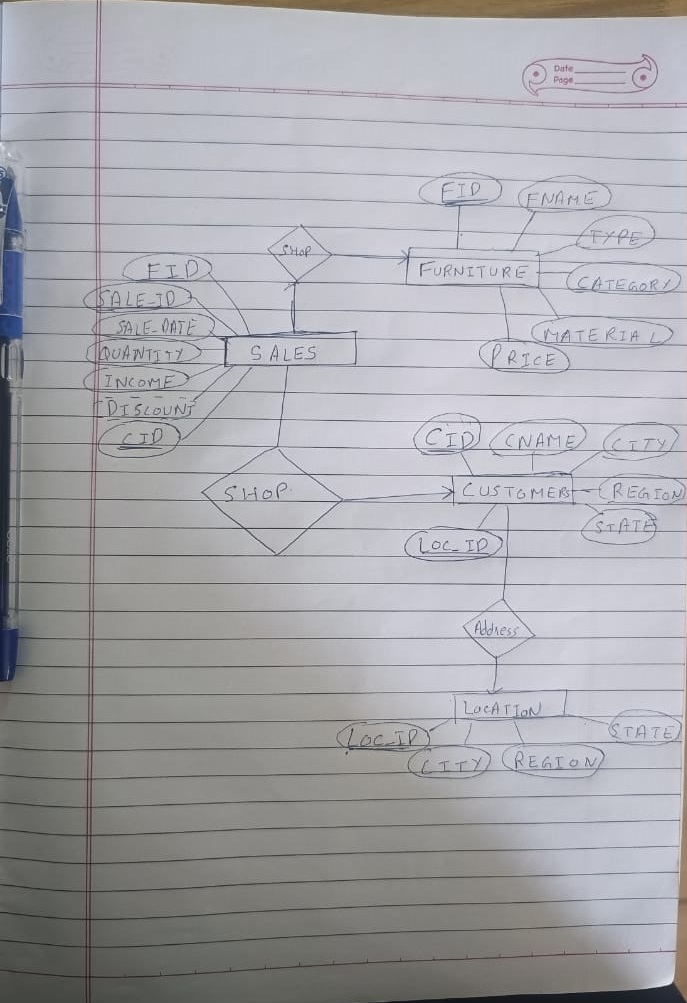 Date
Page
FID
FNAME
TYPE
SHOP
FURNITURE
FID
CATEGORY
SALE_ID
SALE_DATE
MATERIAL
QUANTITY
SALES
PRICE
INCOME
DISCOUNT
CID
CID
CNAME
CITY
SHOP
CUSTOMERS
REGION
STATE
LOC_ID
Address
LOCATION
LOC_ID
STATE
CITY
REGION